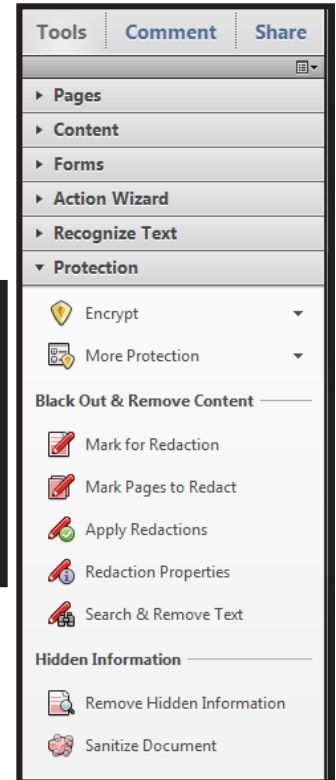 Tools Comment Share
Pages
Content
Forms
Action Wizard
Recognize Text
Protection
Encrypt
More Protection
Black Out & Remove Content
Mark for Redaction
Mark Pages to Redact
Apply Redactions
Redaction Properties
Search & Remove Text
Hidden Information
Remove Hidden Information
Sanitize Document